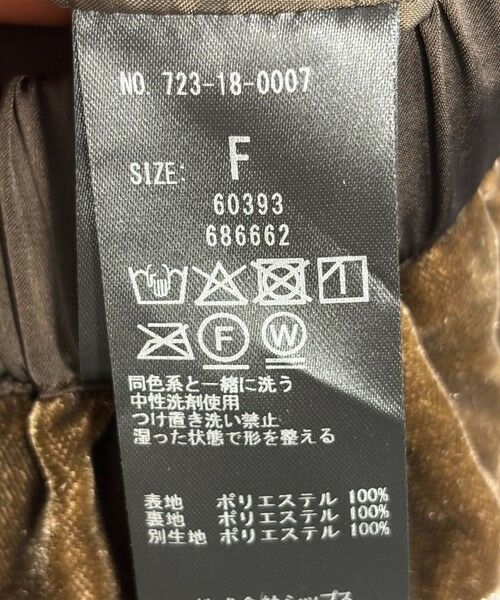 NO. 723-18-0007
SIZE: F
60393
686662
F W
同色系と一緒に洗う
中性洗剤使用
つけ置き洗い禁止
湿った状態で形を整える
表地 ポリエステル 100%
裏地 ポリエステル 100%
別生地 ポリエステル 100%